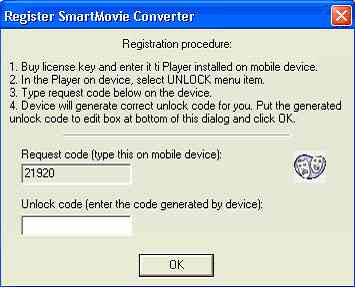 Register SmartMovie Converter
Registration procedure:
1. Buy license key and enter it ti Player installed on mobile device.
2. In the Player on device, select UNLOCK menu item.
3. Type request code below on the device.
4. Device will generate correct unlock code for you. Put the generated
unlock code to edit box at bottom of this dialog and click OK.
Request code (type this on mobile device):
21920
Unlock code (enter the code generated by device):
OK